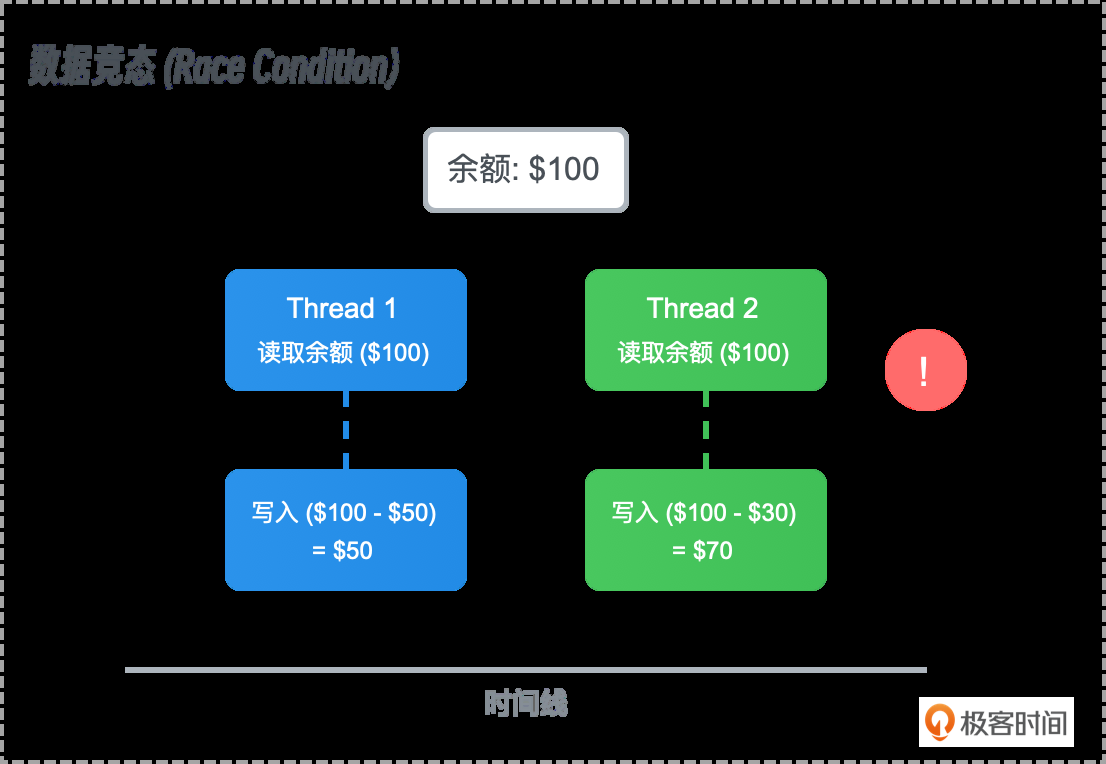 数据竞态 (Race Condition)
余额: $100
Thread 1
读取余额 ($100)
Thread 2
读取余额 ($100)
!
写入 ($100 - $50)
= $50
写入 ($100 - $30)
= $70
时间线
极客时间